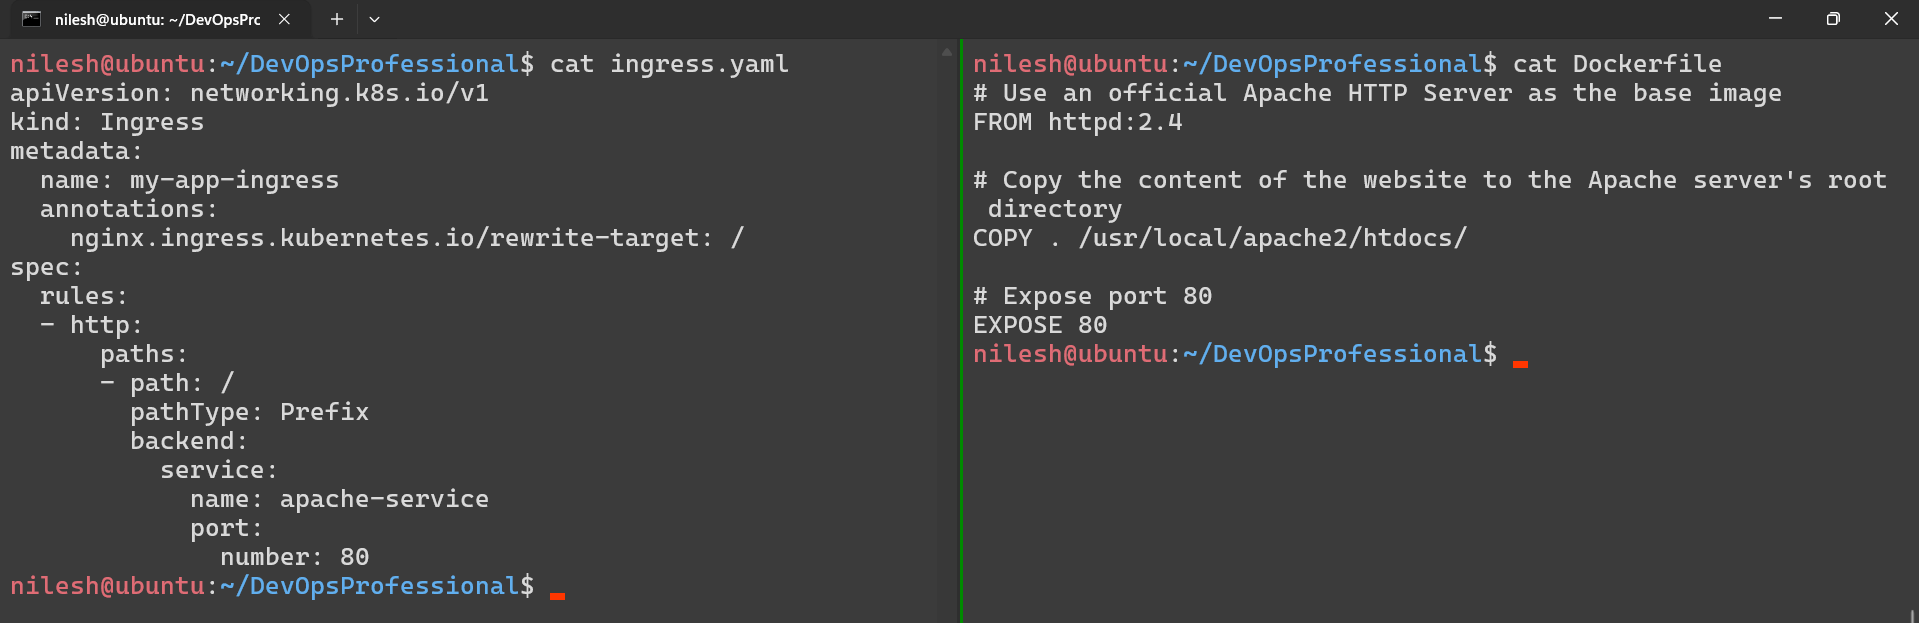 nilesh@ubuntu: ~/DevOpsPrc
nilesh@ubuntu:~/DevOpsProfessional$ cat ingress.yaml
apiVersion: networking.k8s.io/v1
kind: Ingress
metadata:
  name: my-app-ingress
  annotations:
    nginx.ingress.kubernetes.io/rewrite-target: /
spec:
  rules:
  - http:
      paths:
      - path: /
        pathType: Prefix
        backend:
          service:
            name: apache-service
            port:
              number: 80
nilesh@ubuntu:~/DevOpsProfessional$
nilesh@ubuntu:~/DevOpsProfessional$ cat Dockerfile
# Use an official Apache HTTP Server as the base image
FROM httpd:2.4

# Copy the content of the website to the Apache server's root
 directory
COPY . /usr/local/apache2/htdocs/

# Expose port 80
EXPOSE 80
nilesh@ubuntu:~/DevOpsProfessional$